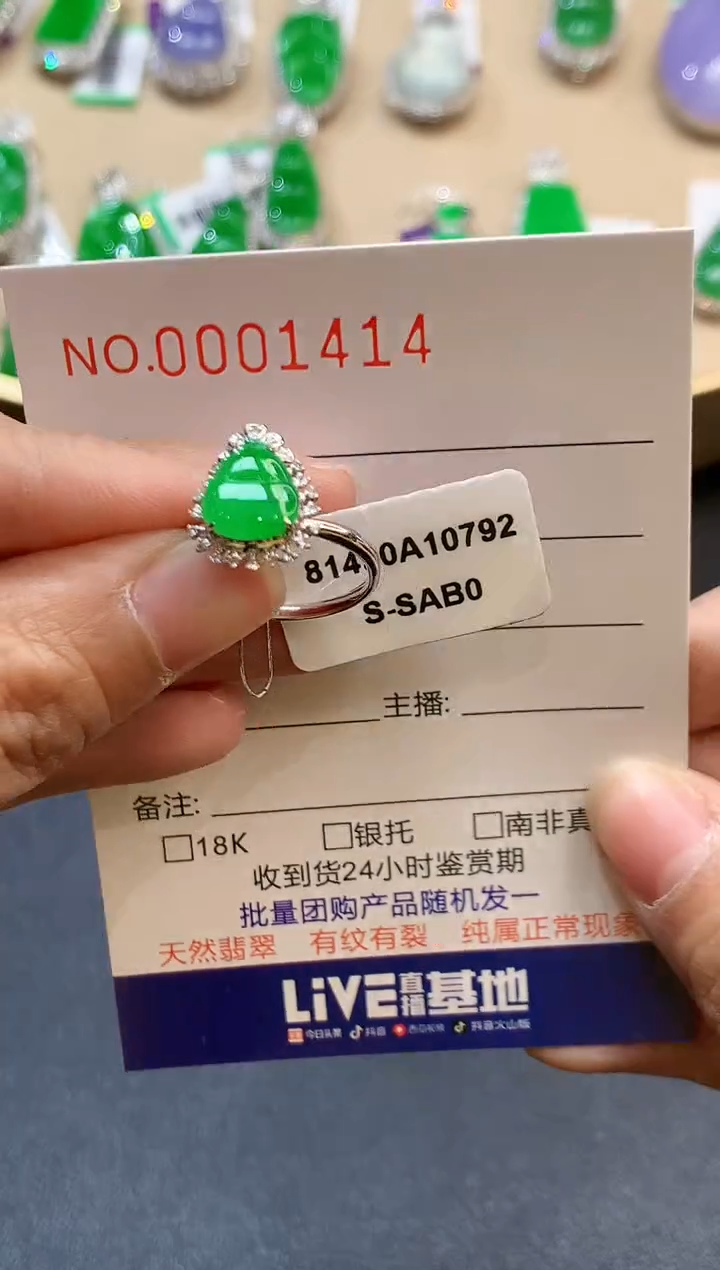 NO.0001414
814 0A10792
S-SAB0
主播:
备注:
18K 银托 南非真
收到货24小时鉴赏期
批量团购产品随机发一
天然翡翠 有纹有裂 纯属正常现象
LiVE直播基地
今日头条 抖音 西瓜视频 抖音火山版